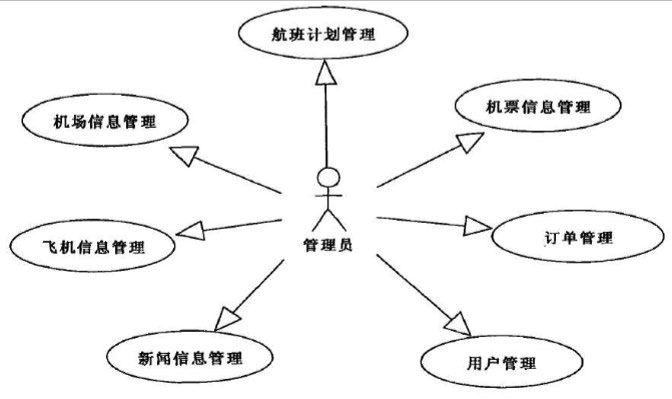 航班计划管理
机场信息管理
机票信息管理
飞机信息管理
管理员
订单管理
新闻信息管理
用户管理